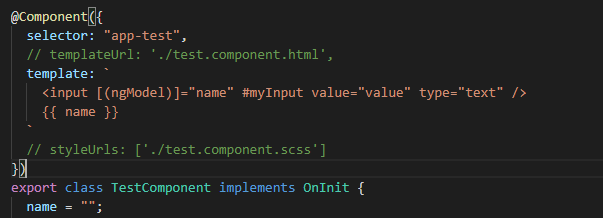 @Component({
  selector: "app-test",
  // templateUrl: './test.component.html',
  template: `
    <input [(ngModel)]="name" #myInput value="value" type="text" />
    {{ name }}
  `
  // styleUrls: ['./test.component.scss']
})
export class TestComponent implements OnInit {
  name = "";